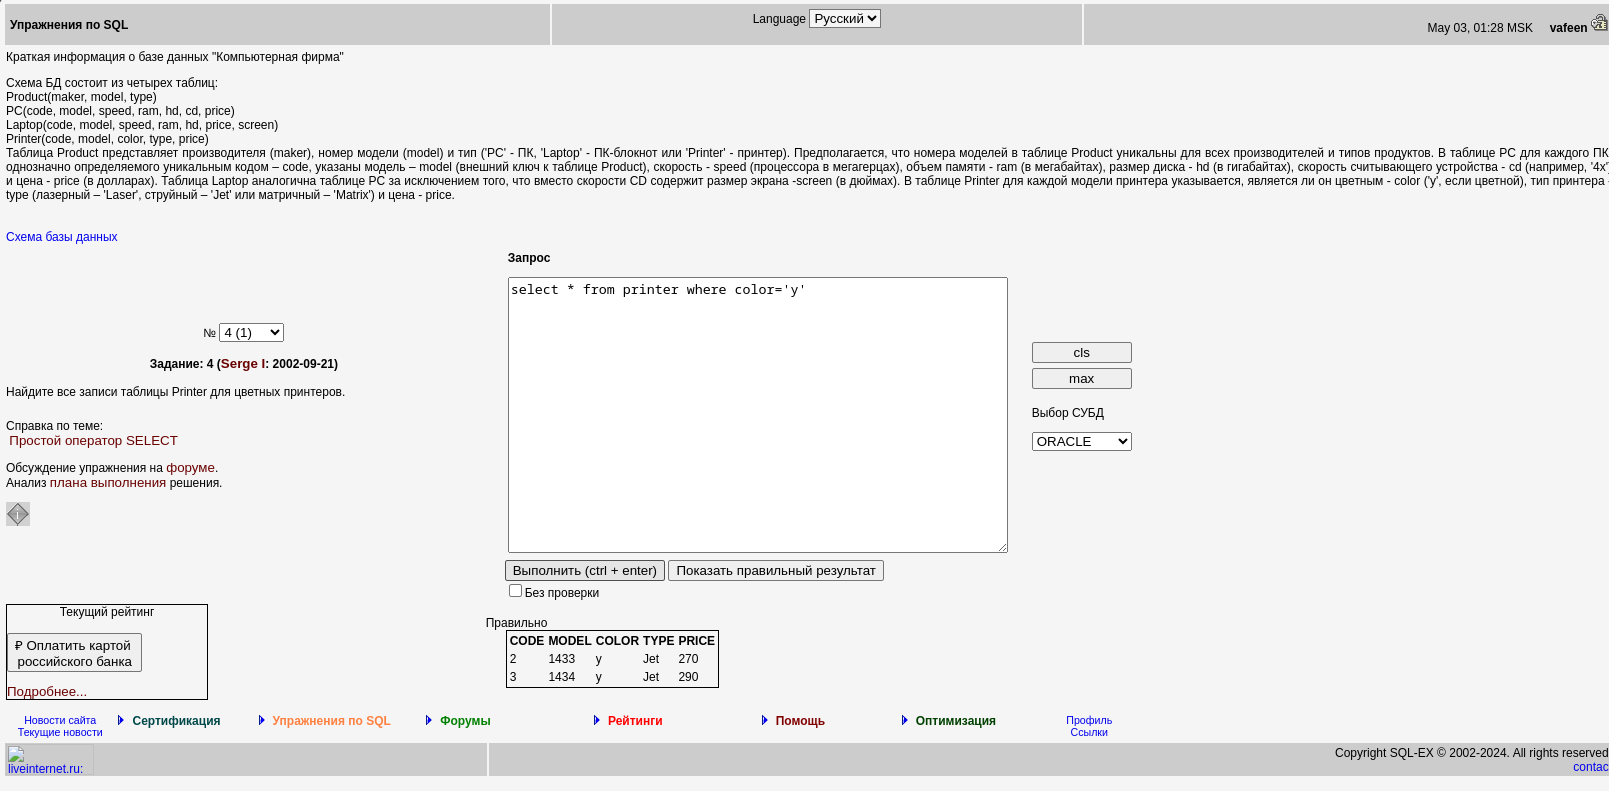 Упражнения по SQL
Language Русский
May 03, 01:28 MSK vafeen
Краткая информация о базе данных "Компьютерная фирма"
Схема БД состоит из четырех таблиц:
Product(maker, model, type)
PC(code, model, speed, ram, hd, cd, price)
Laptop(code, model, speed, ram, hd, price, screen)
Printer(code, model, color, type, price)
Таблица Product представляет производителя (maker), номер модели (model) и тип ('PC' - ПК, 'Laptop' - ПК-блокнот или 'Printer' - принтер). Предполагается, что номера моделей в таблице Product уникальны для всех производителей и типов продуктов. В таблице PC для каждого ПК,
однозначно определяемого уникальным кодом – code, указаны модель – model (внешний ключ к таблице Product), скорость - speed (процессора в мегагерцах), объем памяти - ram (в мегабайтах), размер диска - hd (в гигабайтах), скорость считывающего устройства - cd (например, '4x')
и цена - price (в долларах). Таблица Laptop аналогична таблице РС за исключением того, что вместо скорости CD содержит размер экрана -screen (в дюймах). В таблице Printer для каждой модели принтера указывается, является ли он цветным - color ('y', если цветной), тип принтера -
type (лазерный – 'Laser', струйный – 'Jet' или матричный – 'Matrix') и цена - price.
Схема базы данных
Запрос
select * from printer where color='y'
№ 4 (1)
Задание: 4 (Serge I: 2002-09-21)
Найдите все записи таблицы Printer для цветных принтеров.
Справка по теме:
Простой оператор SELECT
Обсуждение упражнения на форуме.
Анализ плана выполнения решения.
cls
max
Выбор СУБД
ORACLE
Выполнить (ctrl + enter) Показать правильный результат
Без проверки
Текущий рейтинг
₽ Оплатить картой
российского банка
Подробнее...
Правильно
CODE MODEL COLOR TYPE PRICE
2 1433 y Jet 270
3 1434 y Jet 290
Новости сайта
Текущие новости
Сертификация
Упражнения по SQL
Форумы
Рейтинги
Помощь
Оптимизация
Профиль
Ссылки
liveinternet.ru:
Copyright SQL-EX © 2002-2024. All rights reserved
contac